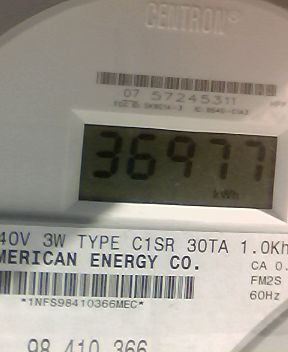 CENTRON®
07 57245311
36977
kWh
40V 3W TYPE C1SR 30TA 1.0Kh
MERICAN ENERGY CO.
CA 0.
FM2S
60Hz
*1NFS98410366MEC*
98 410 366